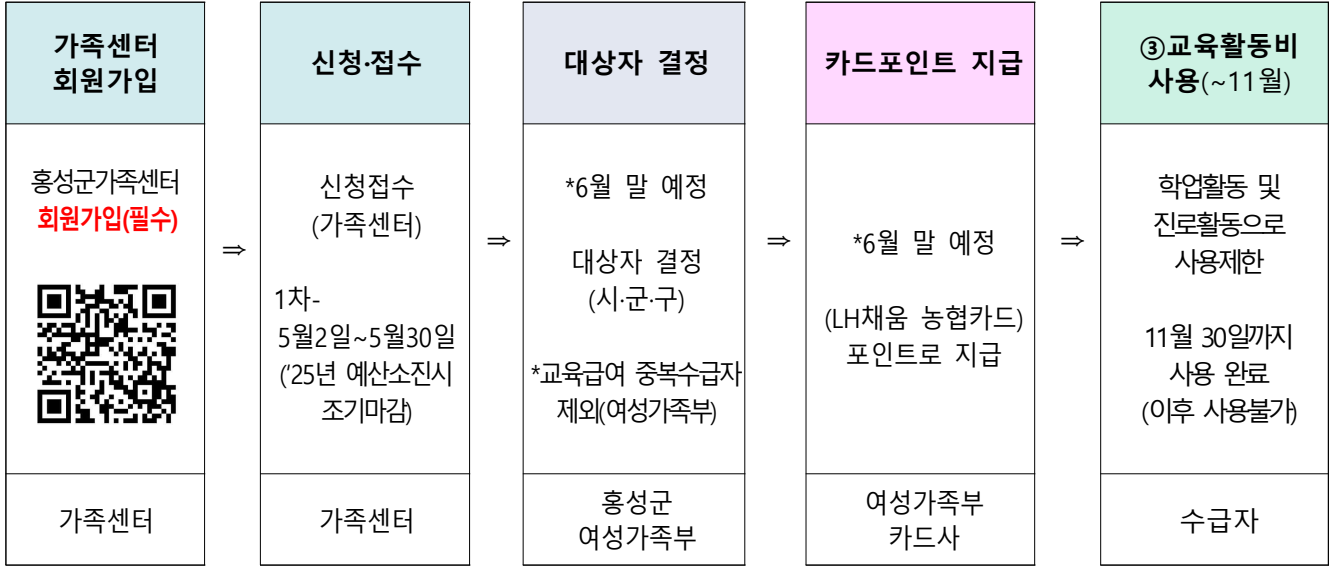 가족센터
회원가입
신청·접수
대상자 결정
카드포인트 지급
③교육활동비
사용(~11월)
홍성군가족센터
회원가입(필수)
⇒
신청접수
(가족센터)
1차-
5월2일~5월30일
('25년 예산소진시
조기마감)
⇒
*6월 말 예정
대상자 결정
(시·군·구)
*교육급여 중복수급자
제외(여성가족부)
⇒
*6월 말 예정
(LH채움 농협카드)
포인트로 지급
⇒
학업활동 및
진로활동으로
사용제한
11월 30일까지
사용 완료
(이후 사용불가)
가족센터
가족센터
홍성군
여성가족부
여성가족부
카드사
수급자